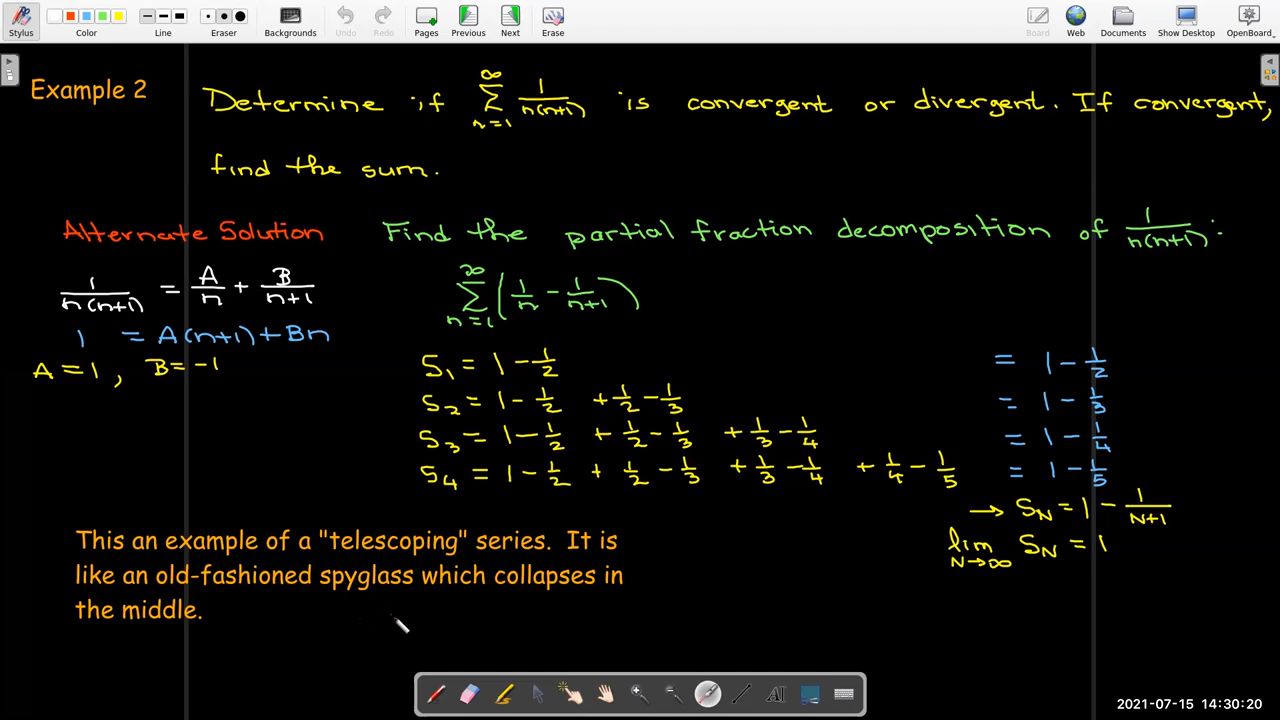 Stylus Color Line Eraser Backgrounds Undo Redo Pages Previous Next Erase Board Web Documents Show Desktop OpenBoard
Example 2 Determine if ∑_{n=1}^{∞} 1/(n(n+1)) is convergent or divergent. If convergent,
find the sum.
Alternate Solution Find the partial fraction decomposition of 1/(n(n+1)):
1/(n(n+1)) = A/n + B/(n+1)
1 = A(n+1) + Bn
A = 1, B = -1
∑_{n=1}^{∞} (1/n - 1/(n+1))
S₁ = 1 - 1/2 = 1 - 1/2
S₂ = 1 - 1/2 + 1/2 - 1/3 = 1 - 1/3
S₃ = 1 - 1/2 + 1/2 - 1/3 + 1/3 - 1/4 = 1 - 1/4
S₄ = 1 - 1/2 + 1/2 - 1/3 + 1/3 - 1/4 + 1/4 - 1/5 = 1 - 1/5
→ S_N = 1 - 1/(N+1)
lim_{N→∞} S_N = 1
This an example of a "telescoping" series. It is
like an old-fashioned spyglass which collapses in
the middle.
AI
2021-07-15 14:30:20